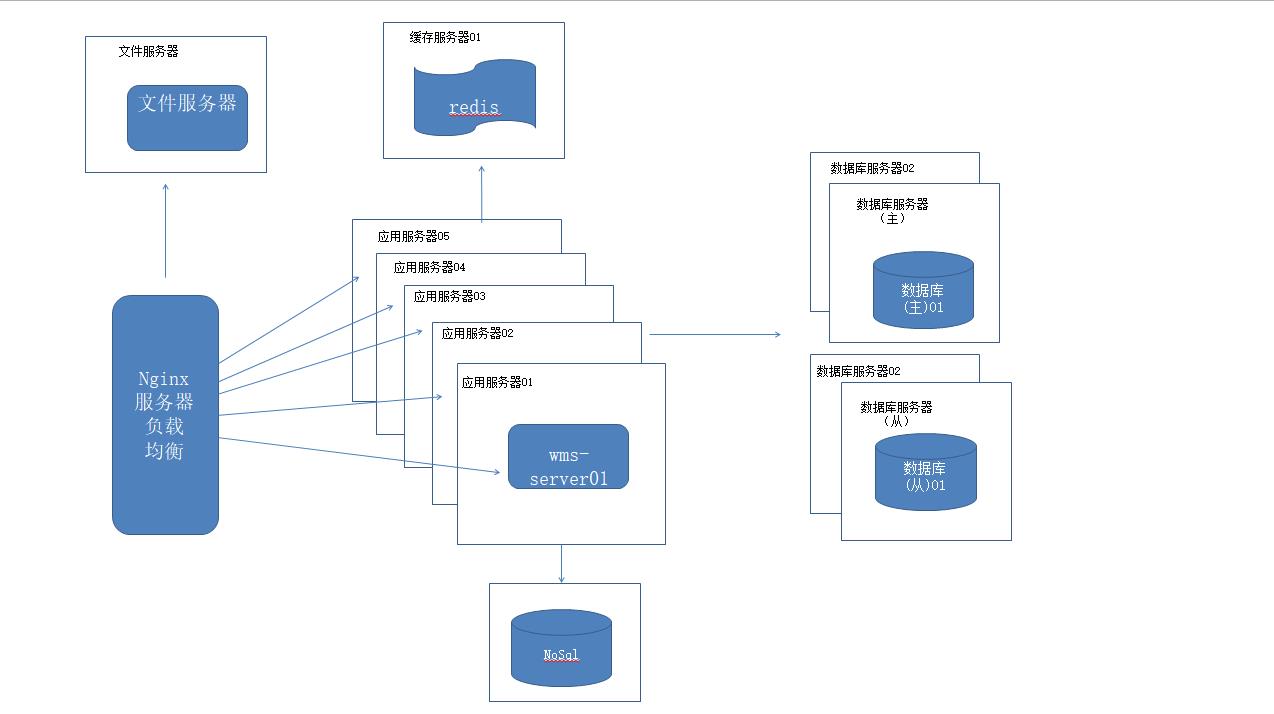 文件服务器
文件服务器
缓存服务器01
redis
数据库服务器02
数据库服务器
（主）
数据库
(主)01
应用服务器05
应用服务器04
应用服务器03
应用服务器02
应用服务器01
wms-
server01
Nginx
服务器
负载
均衡
数据库服务器02
数据库服务器
（从）
数据库
(从)01
NoSql